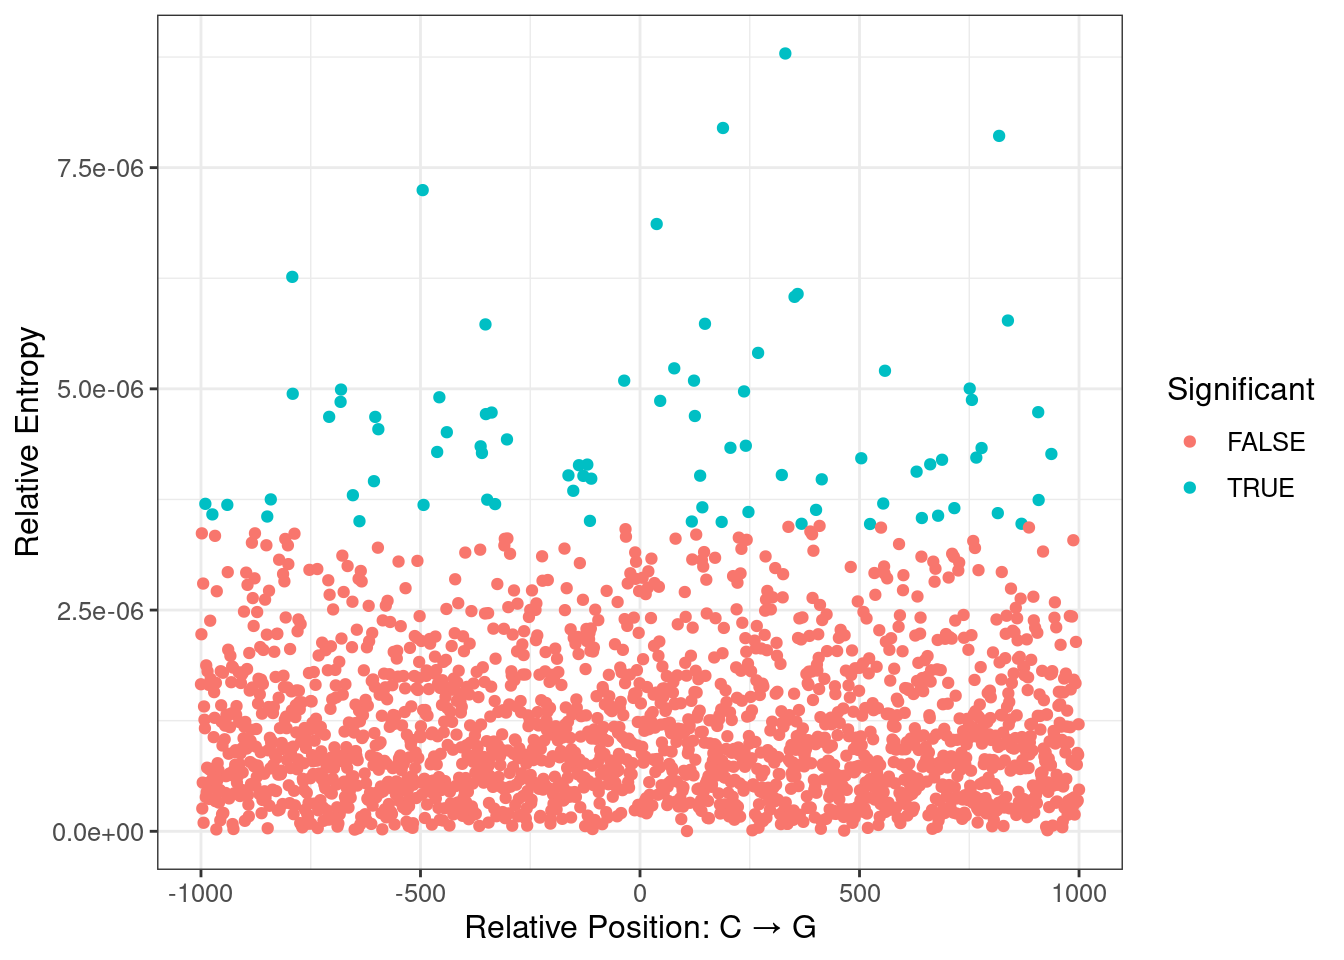 7.5e-06
5.0e-06
2.5e-06
0.0e+00
Relative Entropy
-1000
-500
0
500
1000
Relative Position: C → G
Significant
FALSE
TRUE